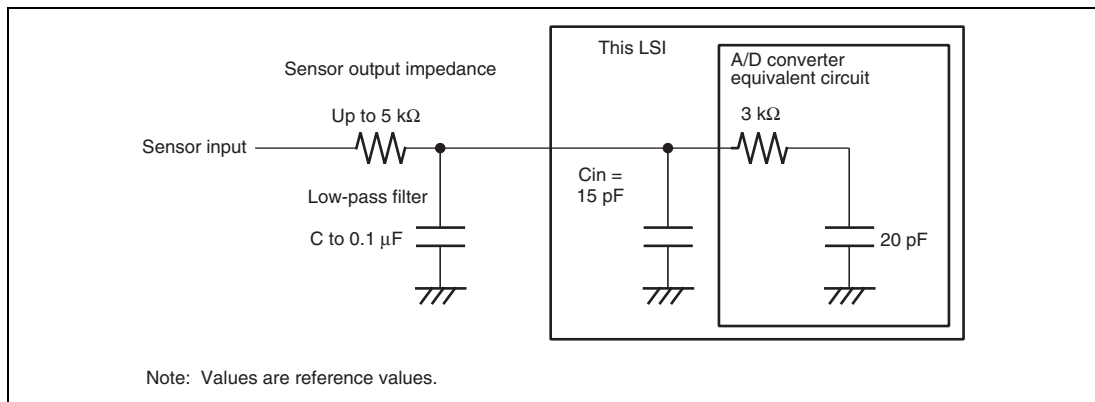 This LSI
A/D converter
equivalent circuit
Sensor output impedance
Up to 5 kΩ
3 kΩ
Sensor input
Cin =
15 pF
Low-pass filter
C to 0.1 μF
20 pF
Note: Values are reference values.